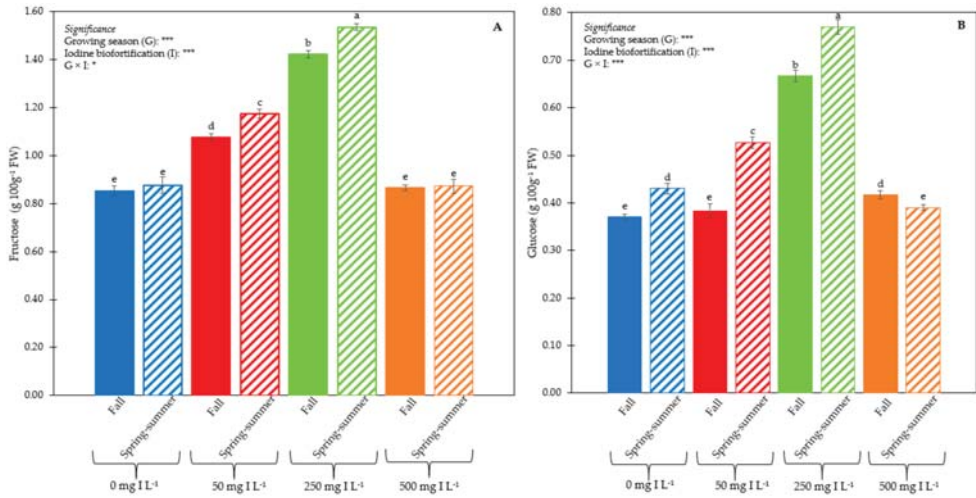 A
Significance
Growing season (G): ***
Iodine biofortification (I): ***
G × I: *
Fructose (g 100g⁻¹ FW)
1.60
1.40
1.20
1.00
0.80
0.60
0.40
0.20
0.00
e
e
d
c
b
a
e
e
Fall
Spring-summer
Fall
Spring-summer
Fall
Spring-summer
Fall
Spring-summer
0 mg I L⁻¹
50 mg I L⁻¹
250 mg I L⁻¹
500 mg I L⁻¹
B
Significance
Growing season (G): ***
Iodine biofortification (I): ***
G × I: ***
Glucose (g 100g⁻¹ FW)
0.80
0.70
0.60
0.50
0.40
0.30
0.20
0.10
0.00
e
d
e
c
b
a
d
e
Fall
Spring-summer
Fall
Spring-summer
Fall
Spring-summer
Fall
Spring-summer
0 mg I L⁻¹
50 mg I L⁻¹
250 mg I L⁻¹
500 mg I L⁻¹